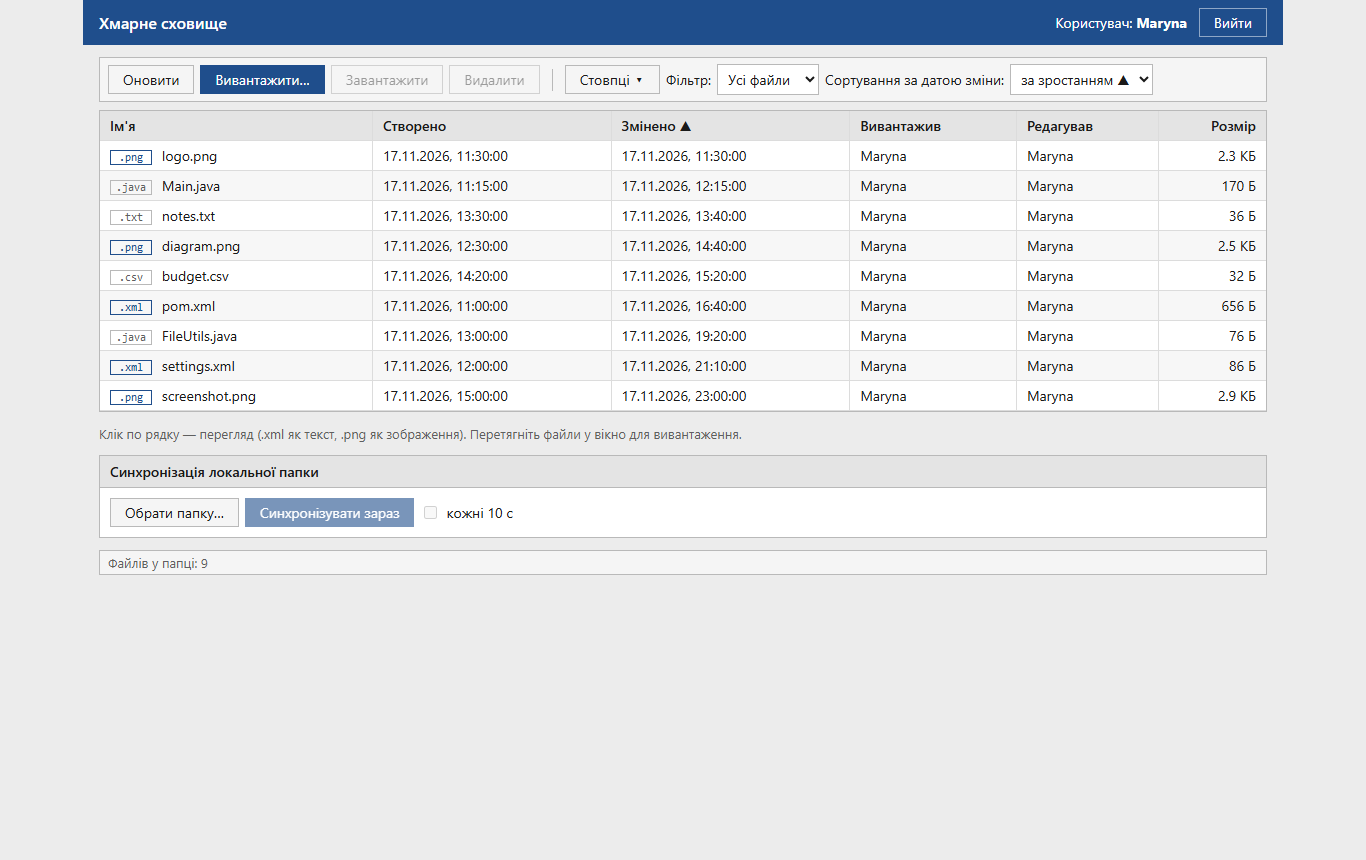 Хмарне сховище Користувач: Maryna Вийти
Оновити Вивантажити... Завантажити Видалити Стовпці ▾ Фільтр: Усі файли Сортування за датою зміни: за зростанням ▲
Ім'я Створено Змінено ▲ Вивантажив Редагував Розмір
.png logo.png 17.11.2026, 11:30:00 17.11.2026, 11:30:00 Maryna Maryna 2.3 КБ
.java Main.java 17.11.2026, 11:15:00 17.11.2026, 12:15:00 Maryna Maryna 170 Б
.txt notes.txt 17.11.2026, 13:30:00 17.11.2026, 13:40:00 Maryna Maryna 36 Б
.png diagram.png 17.11.2026, 12:30:00 17.11.2026, 14:40:00 Maryna Maryna 2.5 КБ
.csv budget.csv 17.11.2026, 14:20:00 17.11.2026, 15:20:00 Maryna Maryna 32 Б
.xml pom.xml 17.11.2026, 11:00:00 17.11.2026, 16:40:00 Maryna Maryna 656 Б
.java FileUtils.java 17.11.2026, 13:00:00 17.11.2026, 19:20:00 Maryna Maryna 76 Б
.xml settings.xml 17.11.2026, 12:00:00 17.11.2026, 21:10:00 Maryna Maryna 86 Б
.png screenshot.png 17.11.2026, 15:00:00 17.11.2026, 23:00:00 Maryna Maryna 2.9 КБ
Клік по рядку — перегляд (.xml як текст, .png як зображення). Перетягніть файли у вікно для вивантаження.
Синхронізація локальної папки
Обрати папку... Синхронізувати зараз кожні 10 с
Файлів у папці: 9